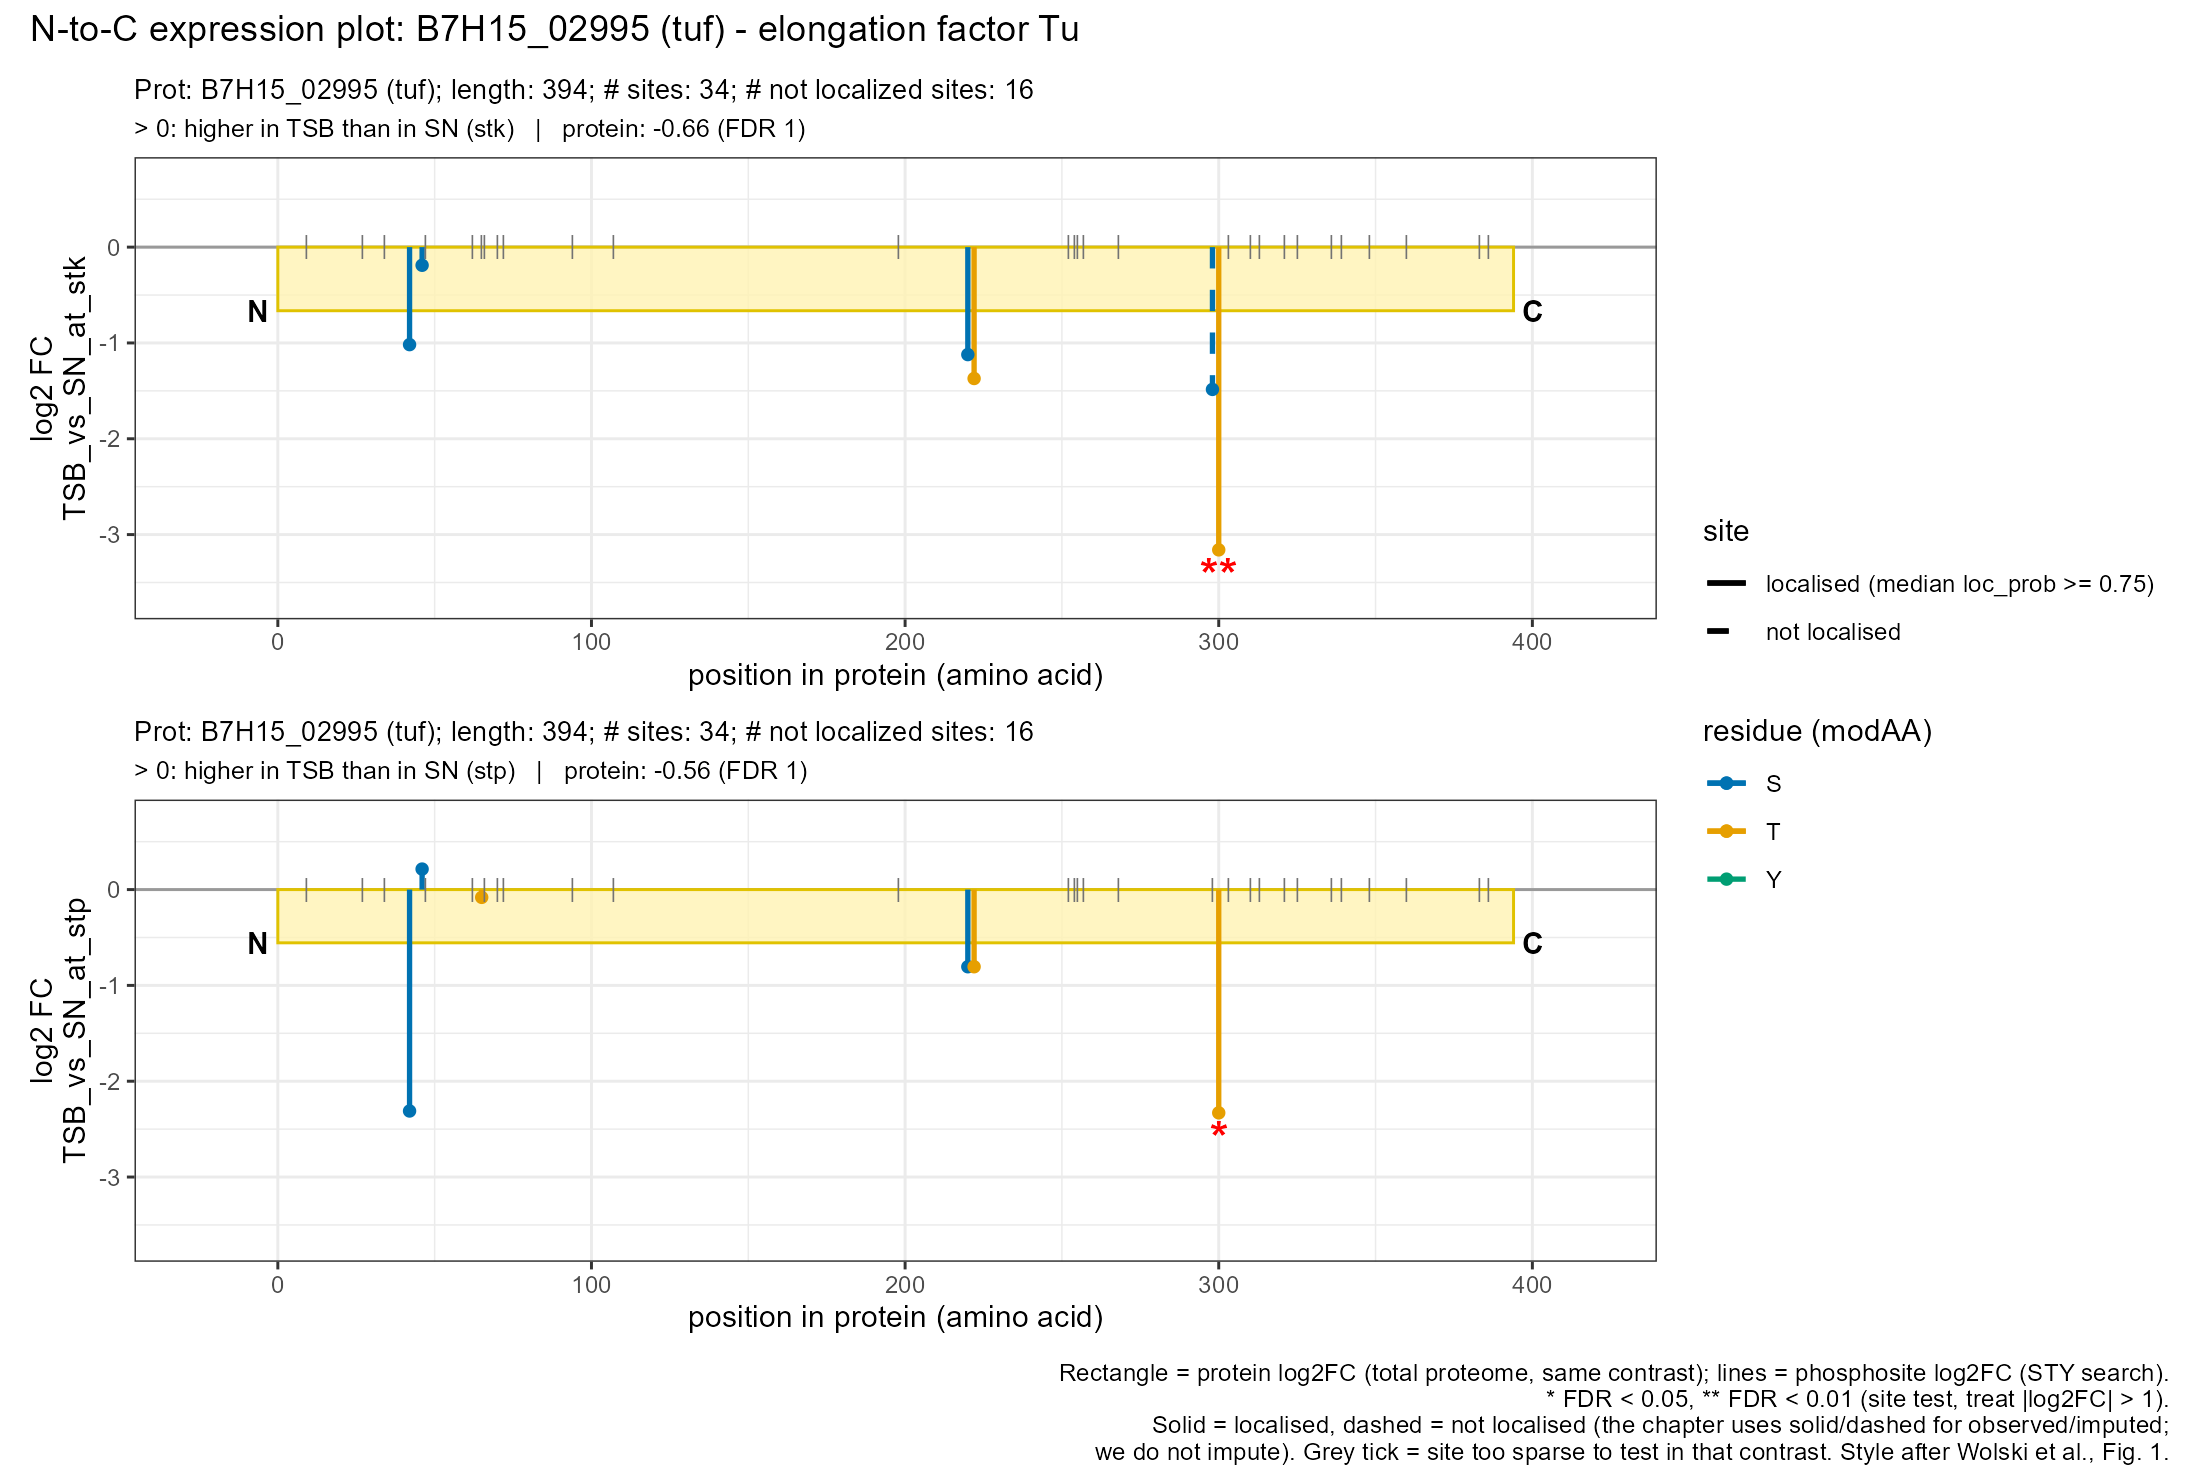 N-to-C expression plot: B7H15_02995 (tuf) - elongation factor Tu
Prot: B7H15_02995 (tuf); length: 394; # sites: 34; # not localized sites: 16
> 0: higher in TSB than in SN (stk)   |   protein: -0.66 (FDR 1)
log2 FC
TSB_vs_SN_at_stk
0
-1
-2
-3
N
C
**
0
100
200
300
400
position in protein (amino acid)
Prot: B7H15_02995 (tuf); length: 394; # sites: 34; # not localized sites: 16
> 0: higher in TSB than in SN (stp)   |   protein: -0.56 (FDR 1)
log2 FC
TSB_vs_SN_at_stp
0
-1
-2
-3
N
C
*
0
100
200
300
400
position in protein (amino acid)
site
localised (median loc_prob >= 0.75)
not localised
residue (modAA)
S
T
Y
Rectangle = protein log2FC (total proteome, same contrast); lines = phosphosite log2FC (STY search).
* FDR < 0.05, ** FDR < 0.01 (site test, treat |log2FC| > 1).
Solid = localised, dashed = not localised (the chapter uses solid/dashed for observed/imputed;
we do not impute). Grey tick = site too sparse to test in that contrast. Style after Wolski et al., Fig. 1.